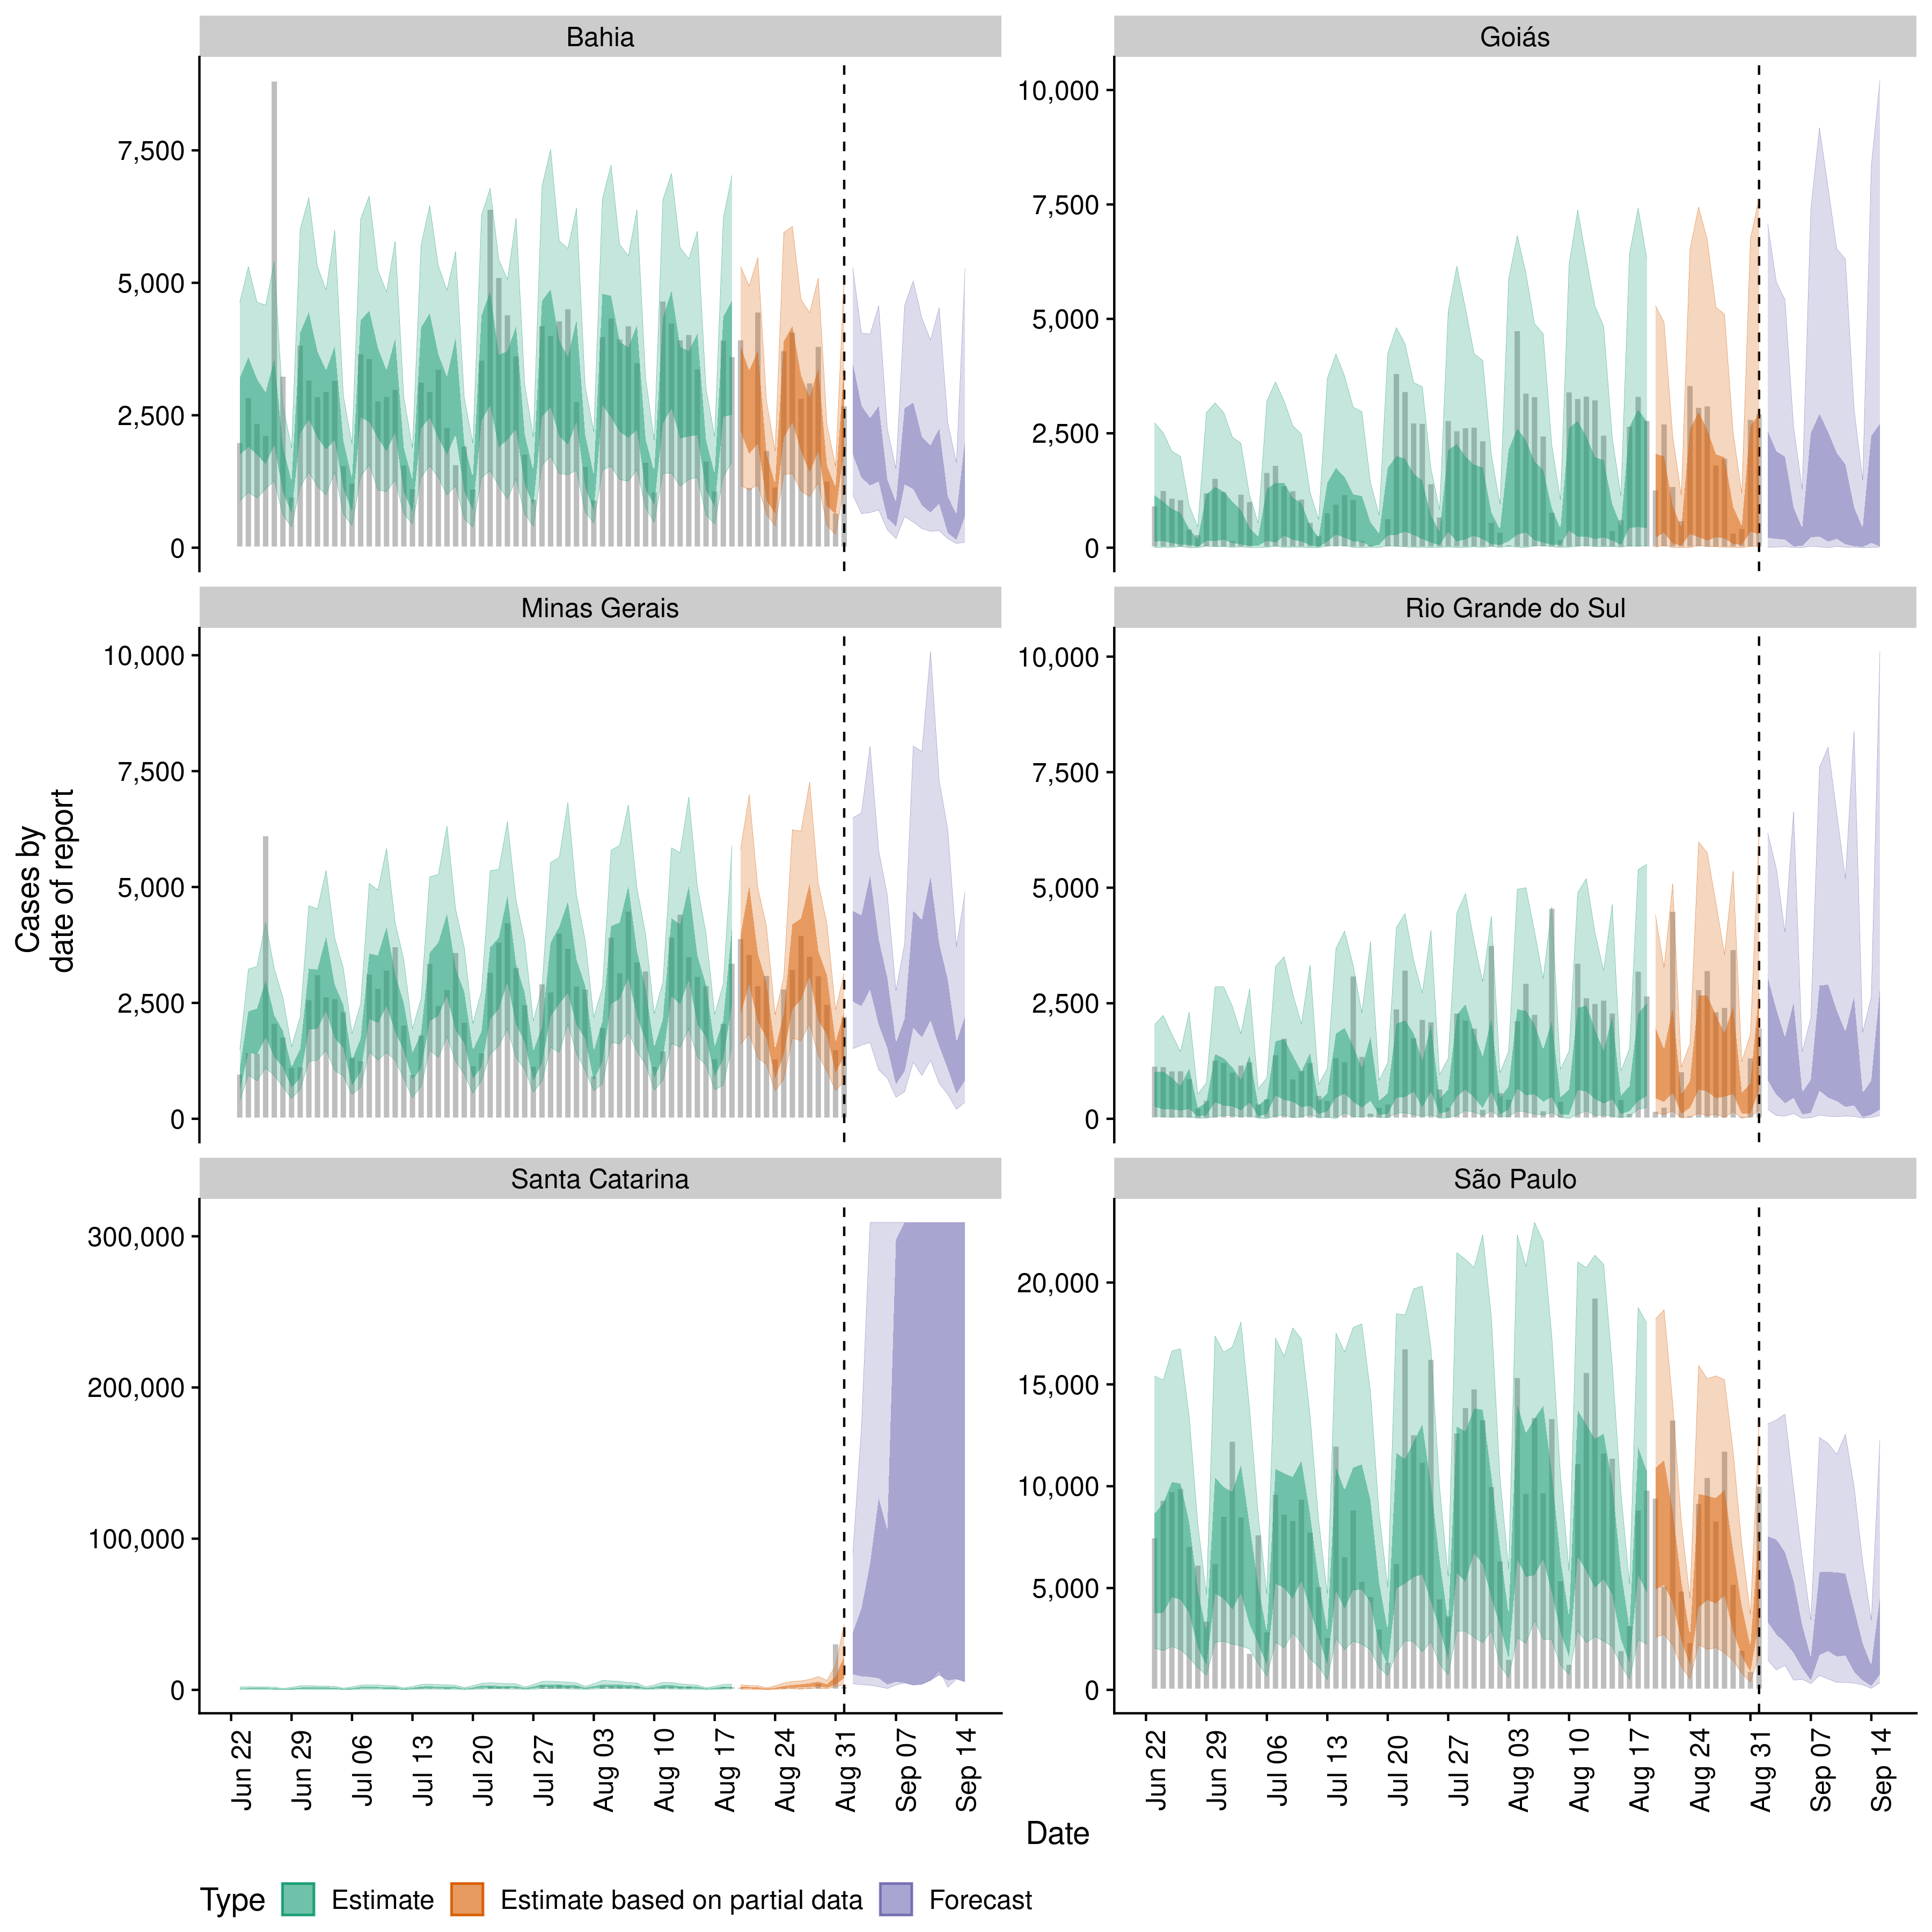 Bahia
Goiás
7,500
5,000
2,500
0
10,000
7,500
5,000
2,500
0
Minas Gerais
Rio Grande do Sul
10,000
7,500
5,000
2,500
0
10,000
7,500
5,000
2,500
0
Cases by
date of report
Santa Catarina
São Paulo
300,000
200,000
100,000
0
20,000
15,000
10,000
5,000
0
Jun 22
Jun 29
Jul 06
Jul 13
Jul 20
Jul 27
Aug 03
Aug 10
Aug 17
Aug 24
Aug 31
Sep 07
Sep 14
Jun 22
Jun 29
Jul 06
Jul 13
Jul 20
Jul 27
Aug 03
Aug 10
Aug 17
Aug 24
Aug 31
Sep 07
Sep 14
Date
Type Estimate Estimate based on partial data Forecast